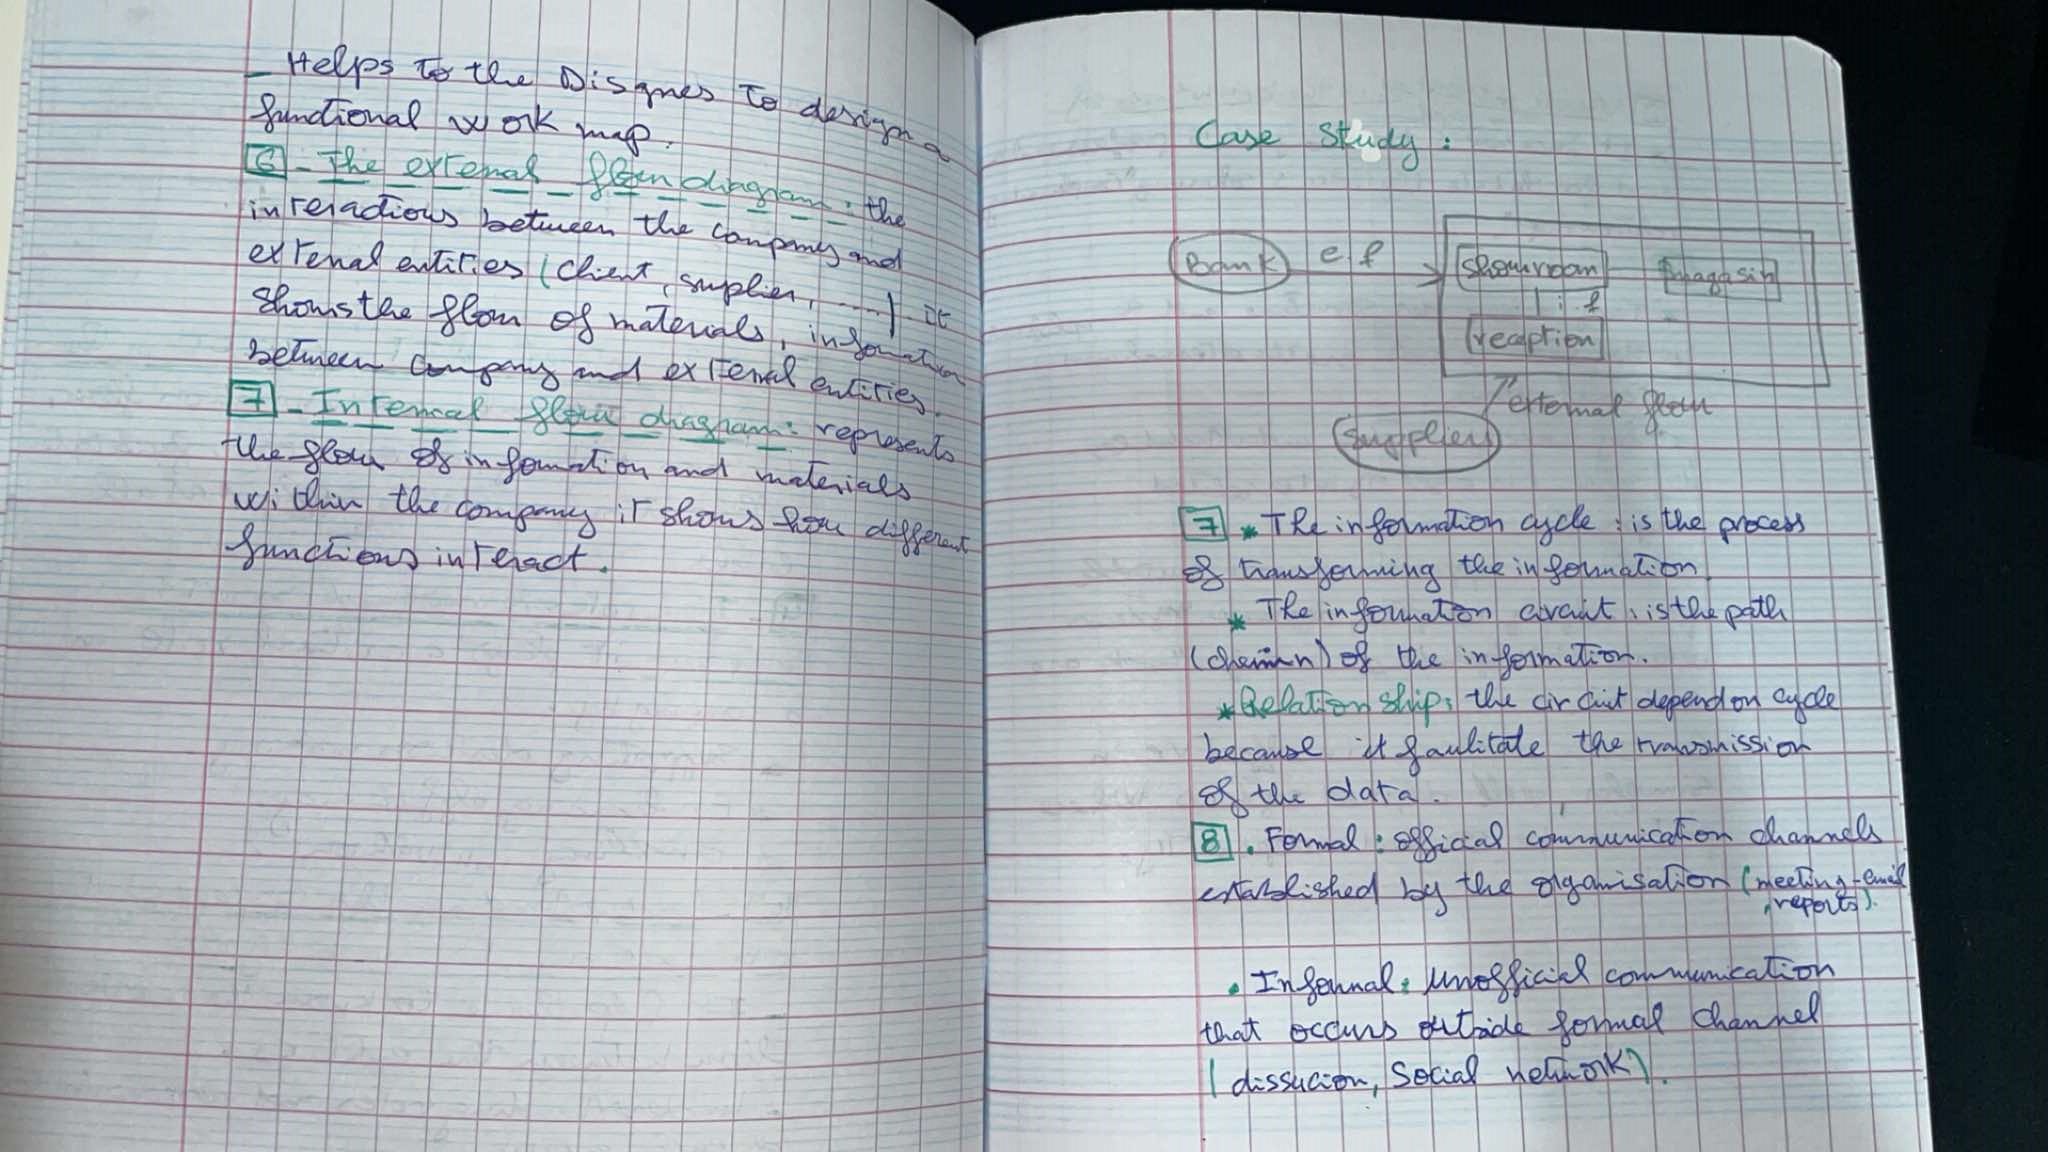 _ Helps To the Disgnes To design a
functional work map.
6 - The external flow diagram : the
interactions between the company and
external entities (client, supplier, ....) It
shows the flow of materials, information
between company and external entities.
7 - Internal flow diagram : represents
the flow of information and materials
within the company it shows how different
functions interact.
Case Study :
Bank e f showroom magasin
i f
reception
external flow
Suppliers
7 * The information cycle : is the process
of transforming the information
* The information circuit : is the path
(chemin) of the information.
* Relation ship : the circuit depend on cycle
because it faulitate the transmission
of the data.
8 . Formal : official communication channels
established by the organisation (meeting - email
, reports).
. Informal : unofficial communication
that occurs outside formal channel
( dissucion, Social network).